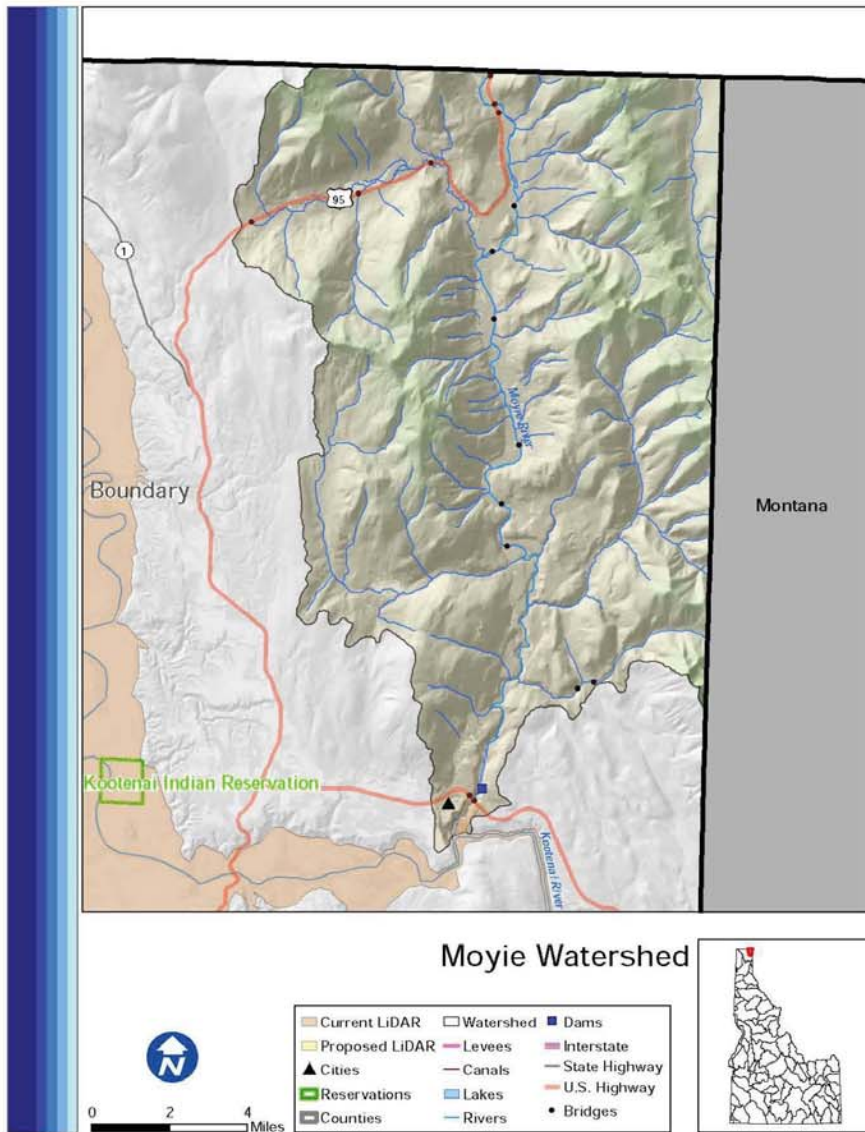 95
1
Moyie River
Boundary
Montana
Kootenai Indian Reservation
Kootenai River
Moyie Watershed
Current LiDAR
Proposed LiDAR
Cities
Reservations
Counties
Watershed
Levees
Canals
Lakes
Rivers
Dams
Interstate
State Highway
U.S. Highway
Bridges
N
0 2 4
Miles